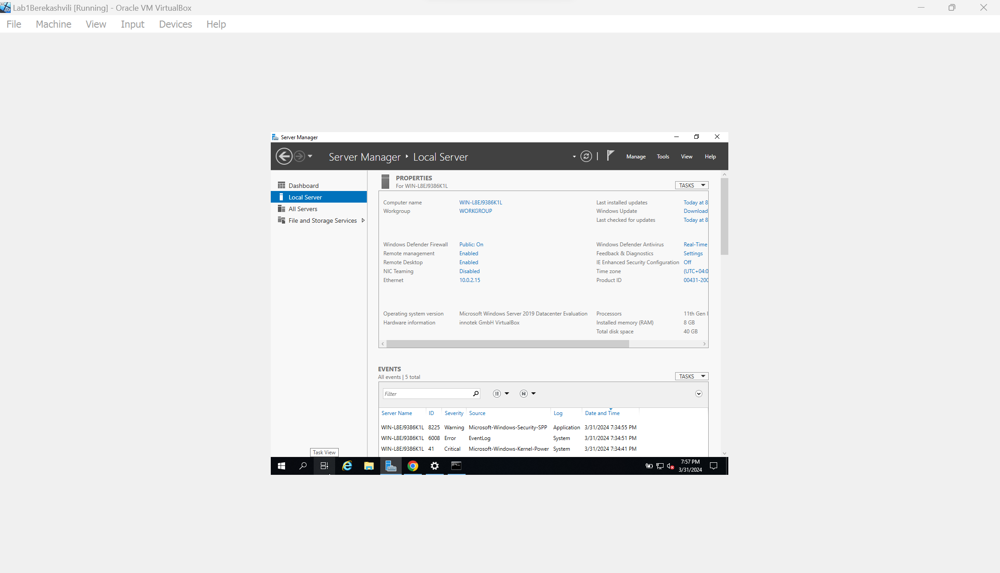 Lab1Berekashvili [Running] - Oracle VM VirtualBox
File Machine View Input Devices Help
Server Manager
Server Manager Local Server
Manage Tools View Help
Dashboard
Local Server
All Servers
File and Storage Services
PROPERTIES
For WIN-L8EJ9386K1L
TASKS
Computer name WIN-L8EJ9386K1L Last installed updates Today at 8
Workgroup WORKGROUP Windows Update Download
Last checked for updates Today at 8
Windows Defender Firewall Public: On Windows Defender Antivirus Real-Time
Remote management Enabled Feedback & Diagnostics Settings
Remote Desktop Enabled IE Enhanced Security Configuration Off
NIC Teaming Disabled Time zone (UTC+04:0
Ethernet 10.0.2.15 Product ID 00431-200
Operating system version Microsoft Windows Server 2019 Datacenter Evaluation Processors 11th Gen I
Hardware information innotek GmbH VirtualBox Installed memory (RAM) 8 GB
Total disk space 40 GB
EVENTS
All events | 5 total
TASKS
Filter
Server Name ID Severity Source Log Date and Time
WIN-L8EJ9386K1L 8225 Warning Microsoft-Windows-Security-SPP Application 3/31/2024 7:34:55 PM
WIN-L8EJ9386K1L 6008 Error EventLog System 3/31/2024 7:34:51 PM
WIN-L8EJ9386K1L 41 Critical Microsoft-Windows-Kernel-Power System 3/31/2024 7:34:41 PM
Task View
7:57 PM
3/31/2024